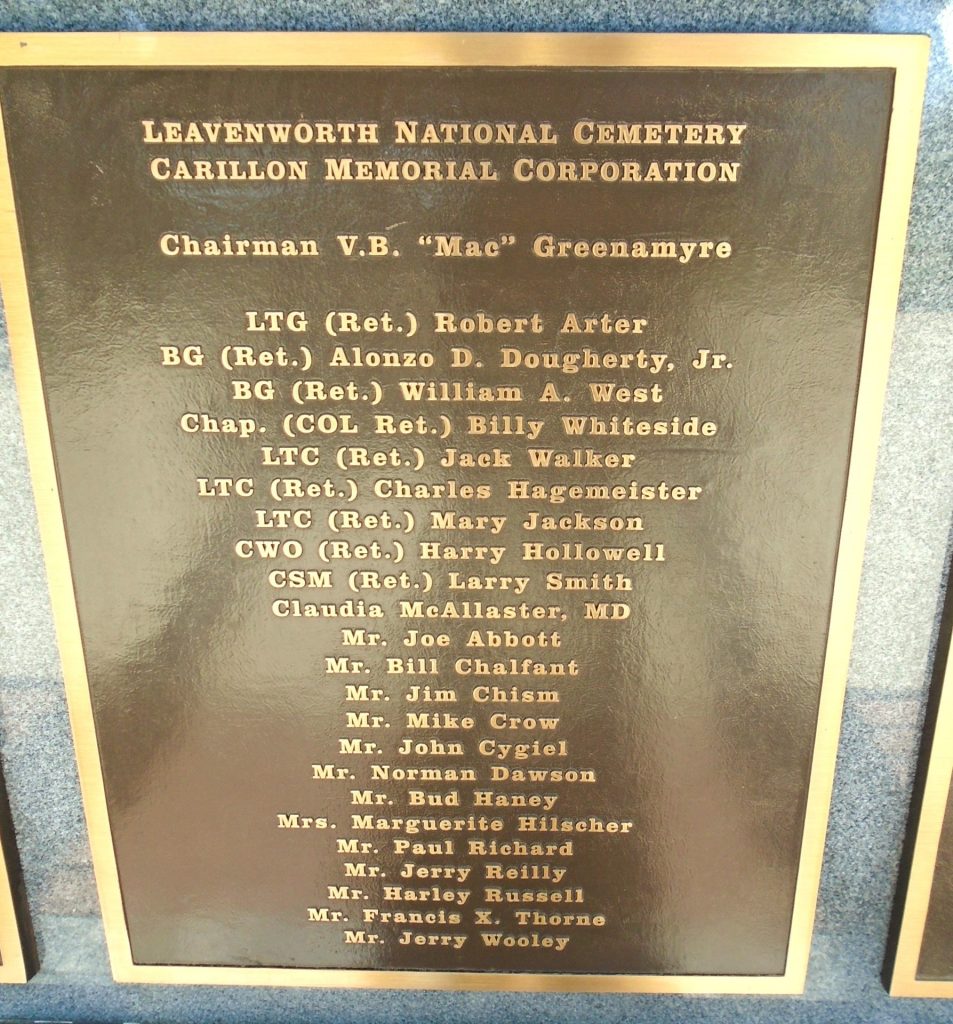 LEAVENWORTH NATIONAL CEMETERY
CARILLON MEMORIAL CORPORATION
Chairman V.B. “Mac” Greenamyre
LTG (Ret.) Robert Arter
BG (Ret.) Alonzo D. Dougherty, Jr.
BG (Ret.) William A. West
Chap. (COL Ret.) Billy Whiteside
LTC (Ret.) Jack Walker
LTC (Ret.) Charles Hagemeister
LTC (Ret.) Mary Jackson
CWO (Ret.) Harry Hollowell
CSM (Ret.) Larry Smith
Claudia McAllaster, MD
Mr. Joe Abbott
Mr. Bill Chalfant
Mr. Jim Chism
Mr. Mike Crow
Mr. John Cygiel
Mr. Norman Dawson
Mr. Bud Haney
Mrs. Marguerite Hilscher
Mr. Paul Richard
Mr. Jerry Reilly
Mr. Harley Russell
Mr. Francis X. Thorne
Mr. Jerry Wooley